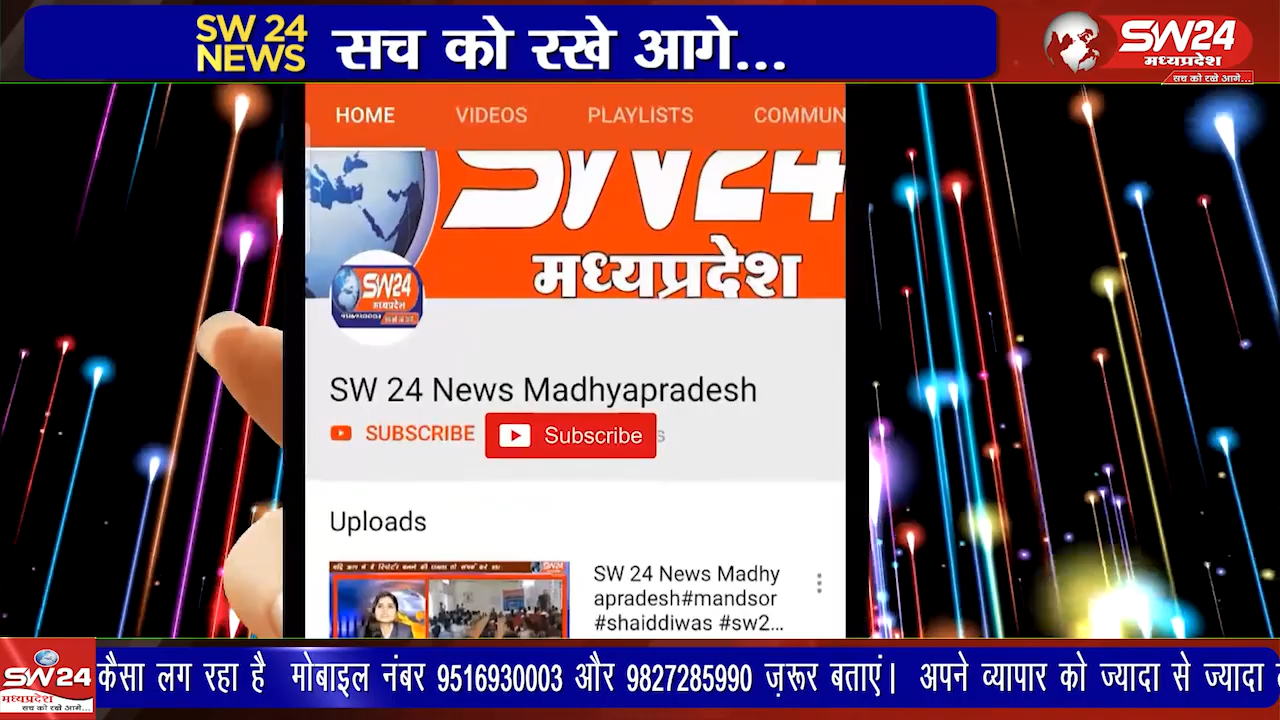 SW 24
NEWS
सच को रखे आगे...
SW24
मध्यप्रदेश
सच को रखे आगे...
HOME VIDEOS PLAYLISTS COMMUN
SW24
मध्यप्रदेश
SW24
मध्यप्रदेश
SW 24 News Madhyapradesh
SUBSCRIBE
Subscribe
s
Uploads
SW 24 News Madhy
apradesh#mandsor
#shaiddiwas #sw2...
SW24
मध्यप्रदेश
सच को रखे आगे...
कैसा लग रहा है मोबाइल नंबर 9516930003 और 9827285990 ज़रूर बताएं। अपने व्यापार को ज्यादा से ज्यादा